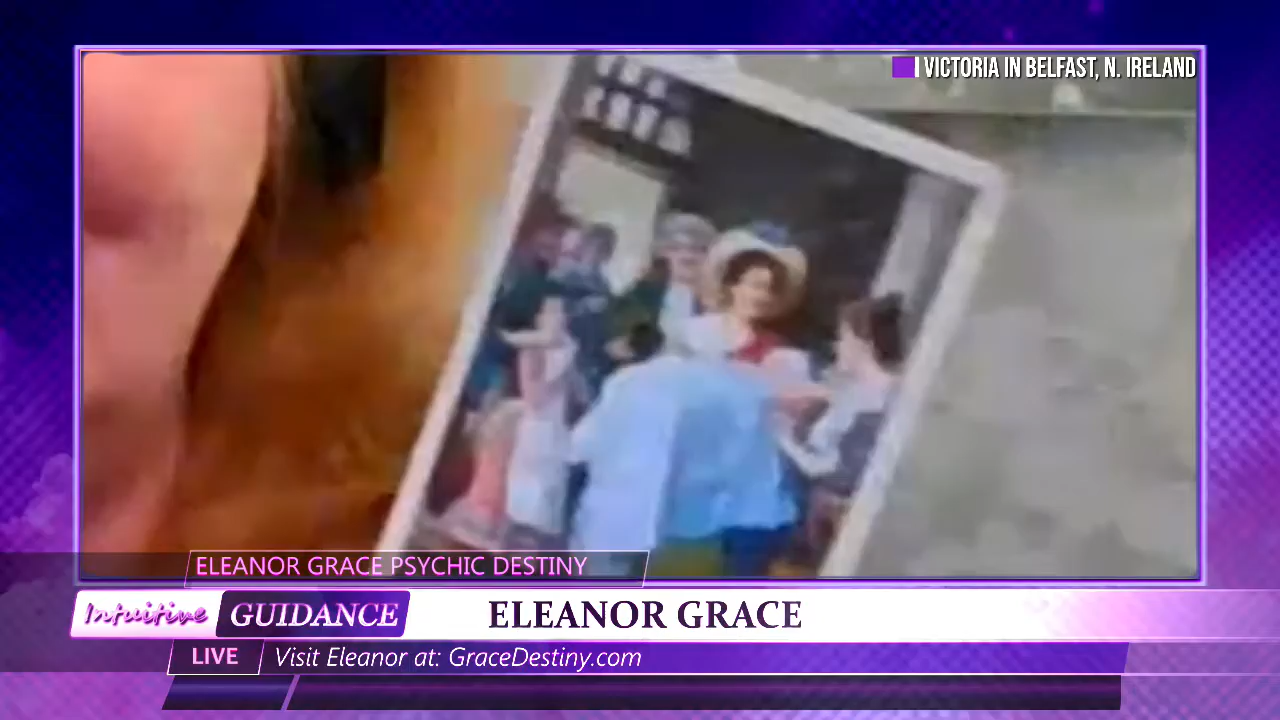 VICTORIA IN BELFAST, N. IRELAND
ELEANOR GRACE PSYCHIC DESTINY
Intuitive GUIDANCE
ELEANOR GRACE
LIVE
Visit Eleanor at: GraceDestiny.com